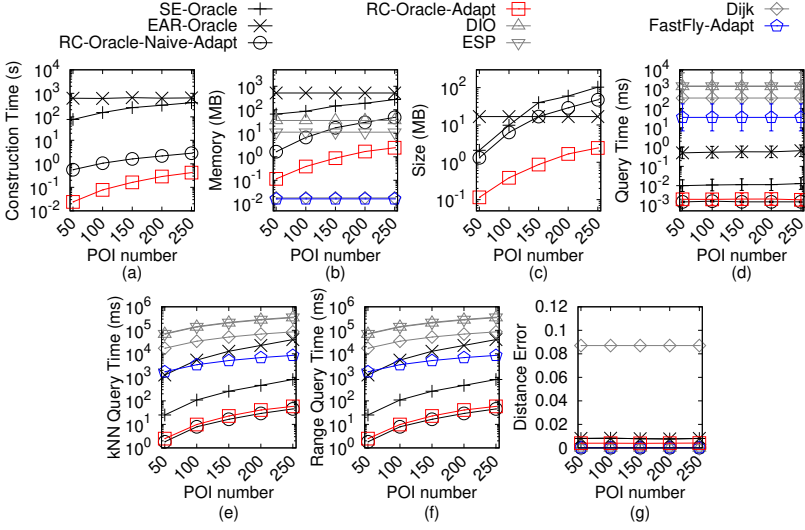 SE-Oracle
EAR-Oracle
RC-Oracle-Naive-Adapt
RC-Oracle-Adapt
DIO
ESP
Dijk
FastFly-Adapt
Construction Time (s)
10^4
10^3
10^2
10^1
10^0
10^-1
10^-2
50 100 150 200 250
POI number
(a)
Memory (MB)
10^3
10^2
10^1
10^0
10^-1
10^-2
50 100 150 200 250
POI number
(b)
Size (MB)
10^2
10^1
10^0
10^-1
50 100 150 200 250
POI number
(c)
Query Time (ms)
10^4
10^3
10^2
10^1
10^0
10^-1
10^-2
10^-3
50 100 150 200 250
POI number
(d)
kNN Query Time (ms)
10^6
10^5
10^4
10^3
10^2
10^1
10^0
50 100 150 200 250
POI number
(e)
Range Query Time (ms)
10^6
10^5
10^4
10^3
10^2
10^1
10^0
50 100 150 200 250
POI number
(f)
Distance Error
0.12
0.1
0.08
0.06
0.04
0.02
0
50 100 150 200 250
POI number
(g)